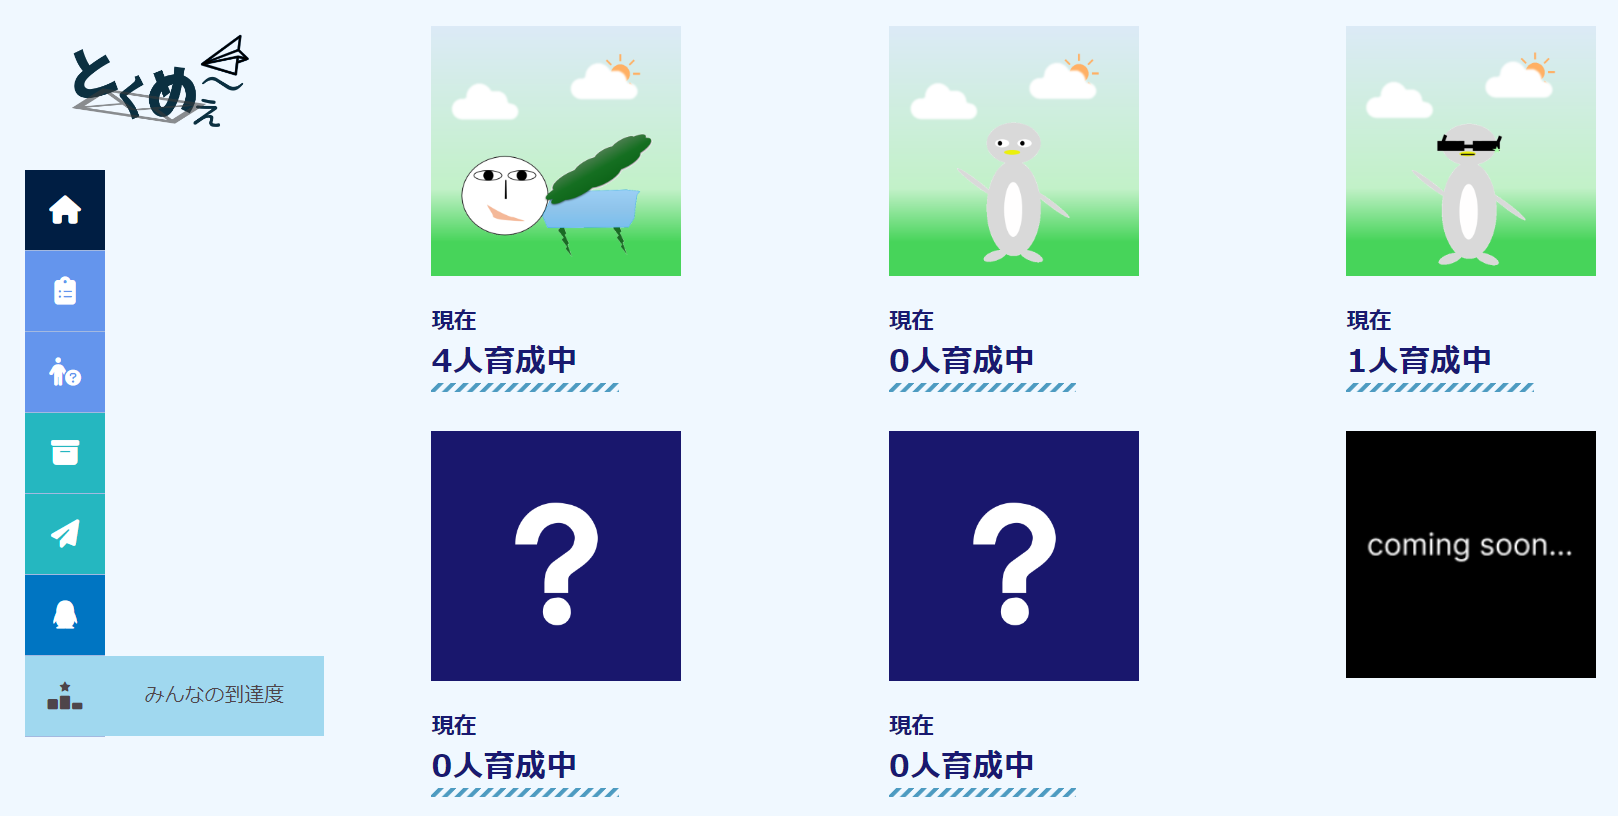 とくめぇ
現在
4人育成中
現在
0人育成中
現在
1人育成中
?
?
coming soon...
みんなの到達度
現在
0人育成中
現在
0人育成中